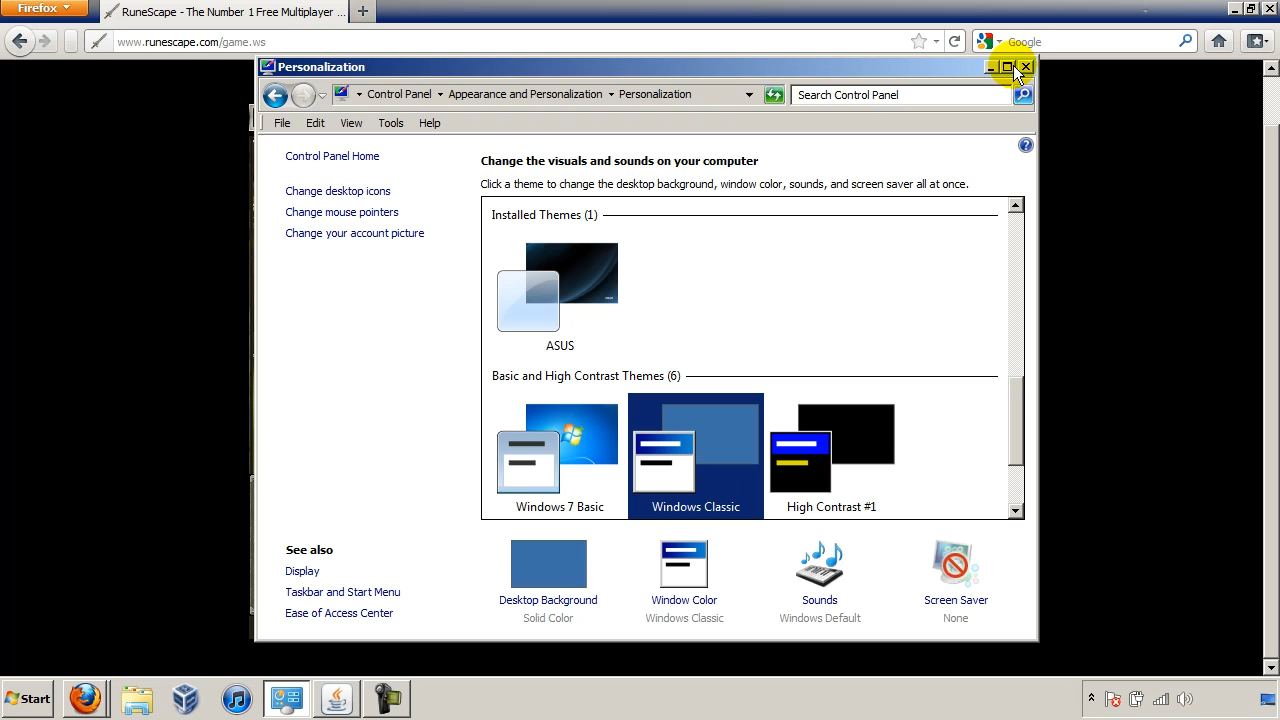 Firefox
RuneScape - The Number 1 Free Multiplayer ...
www.runescape.com/game.ws
Google
Personalization
Control Panel
Appearance and Personalization
Personalization
Search Control Panel
File Edit View Tools Help
Control Panel Home
Change desktop icons
Change mouse pointers
Change your account picture
Change the visuals and sounds on your computer
Click a theme to change the desktop background, window color, sounds, and screen saver all at once.
Installed Themes (1)
ASUS
Basic and High Contrast Themes (6)
Windows 7 Basic
Windows Classic
High Contrast #1
See also
Display
Taskbar and Start Menu
Ease of Access Center
Desktop Background
Solid Color
Window Color
Windows Classic
Sounds
Windows Default
Screen Saver
None
Start